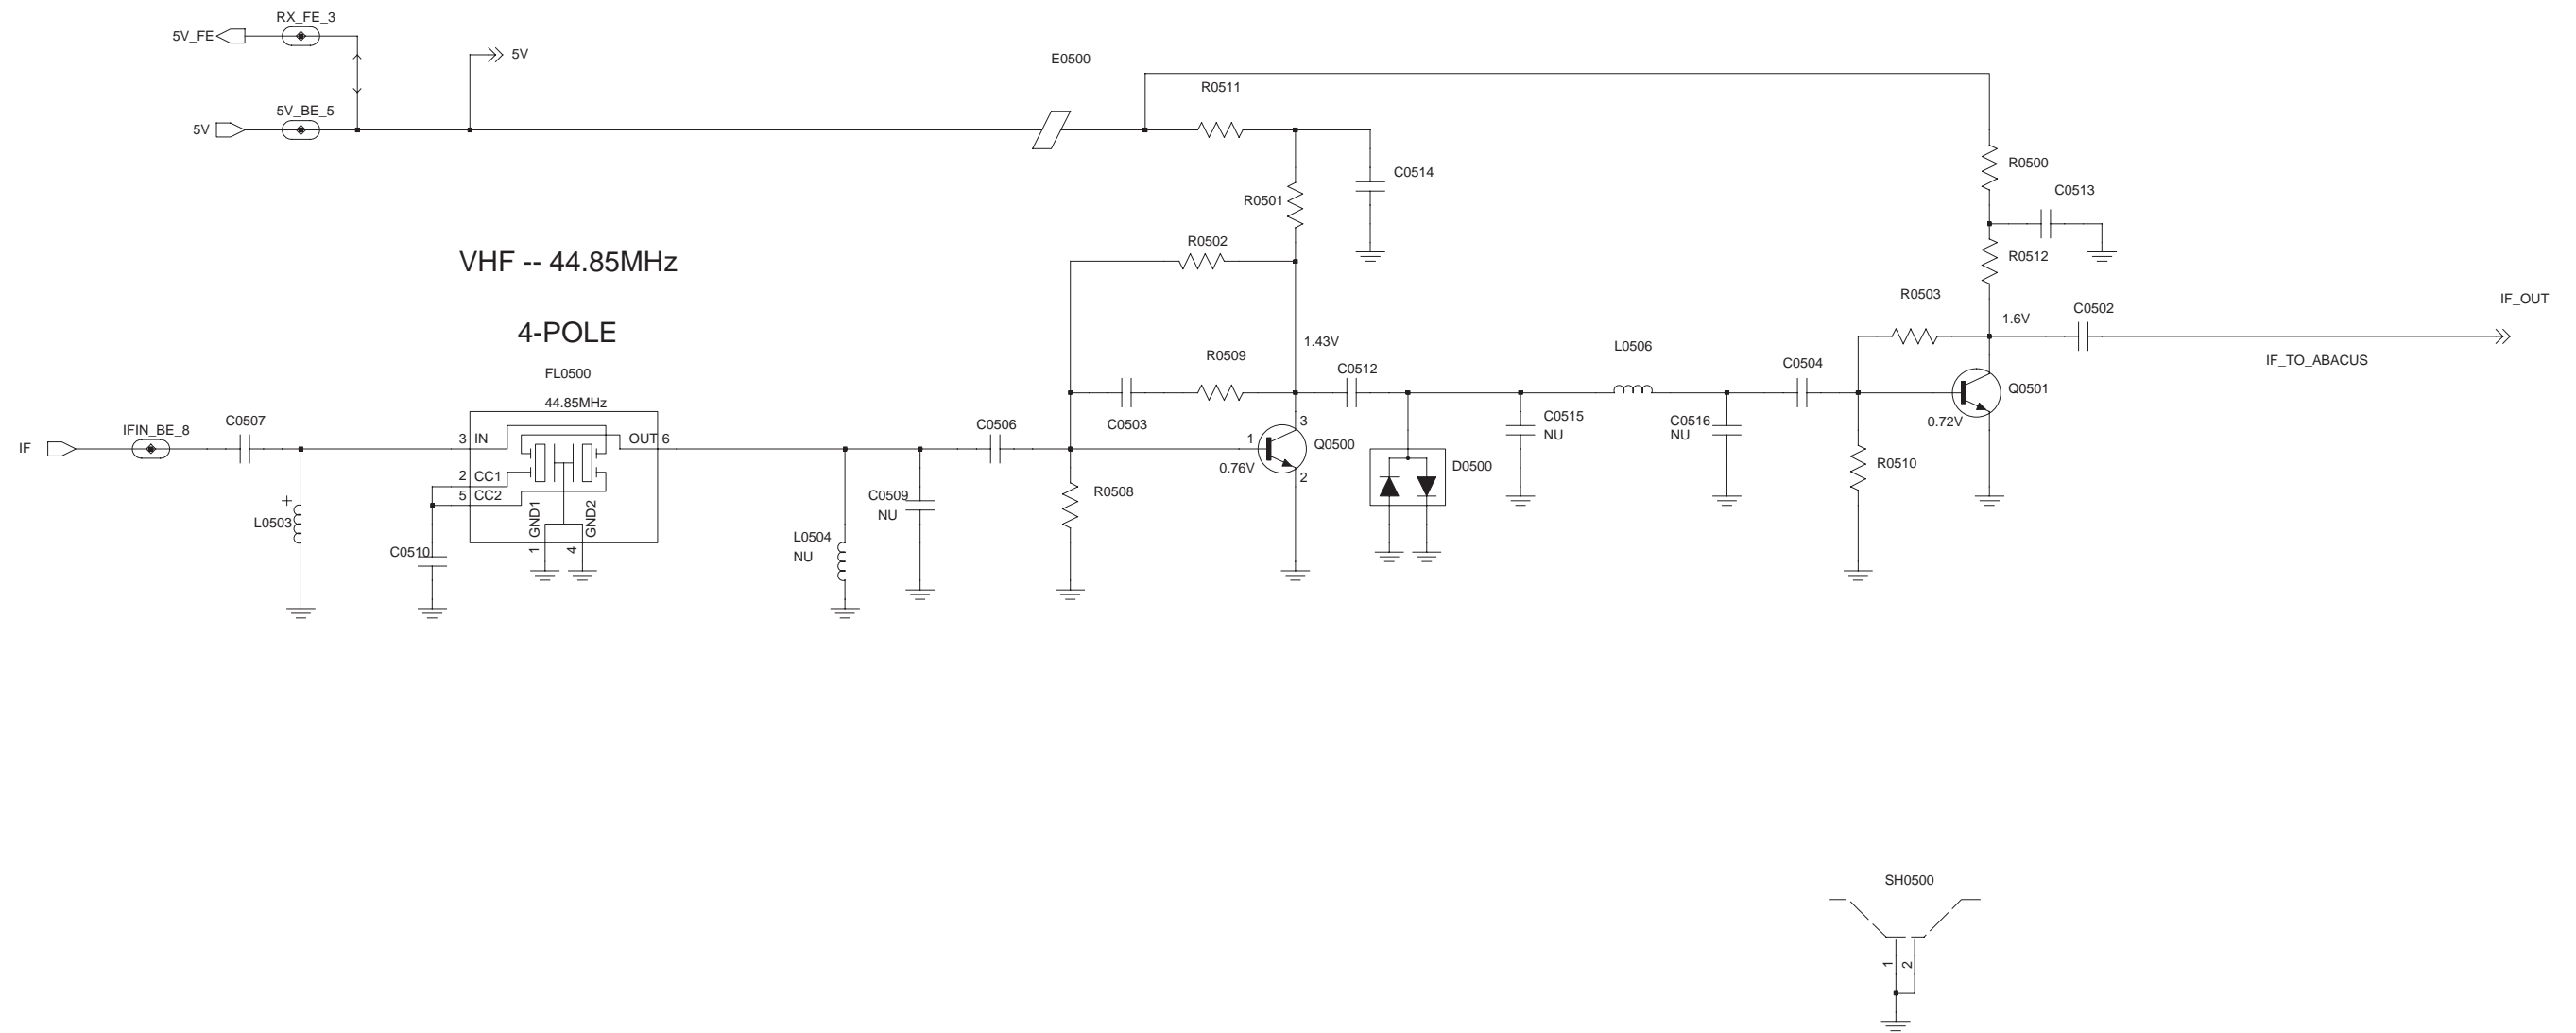 RX_FE_3
5V_FE
5V
E0500
R0511
5V_BE_5
5V
R0500
C0514
C0513
R0501
R0502
VHF -- 44.85MHz
R0512
R0503
IF_OUT
C0502
4-POLE
1.6V
1.43V
L0506
R0509
IF_TO_ABACUS
C0512
C0504
FL0500
Q0501
44.85MHz
C0507
C0515
NU
C0516
NU
0.72V
IFIN_BE_8
C0506
C0503
3
IF
3 IN
OUT 6
1
Q0500
0.76V
D0500
R0510
2 CC1
2
5 CC2
C0509
NU
R0508
L0503
+
GND1
GND2
L0504
NU
C0510
1
4
SH0500
1
2